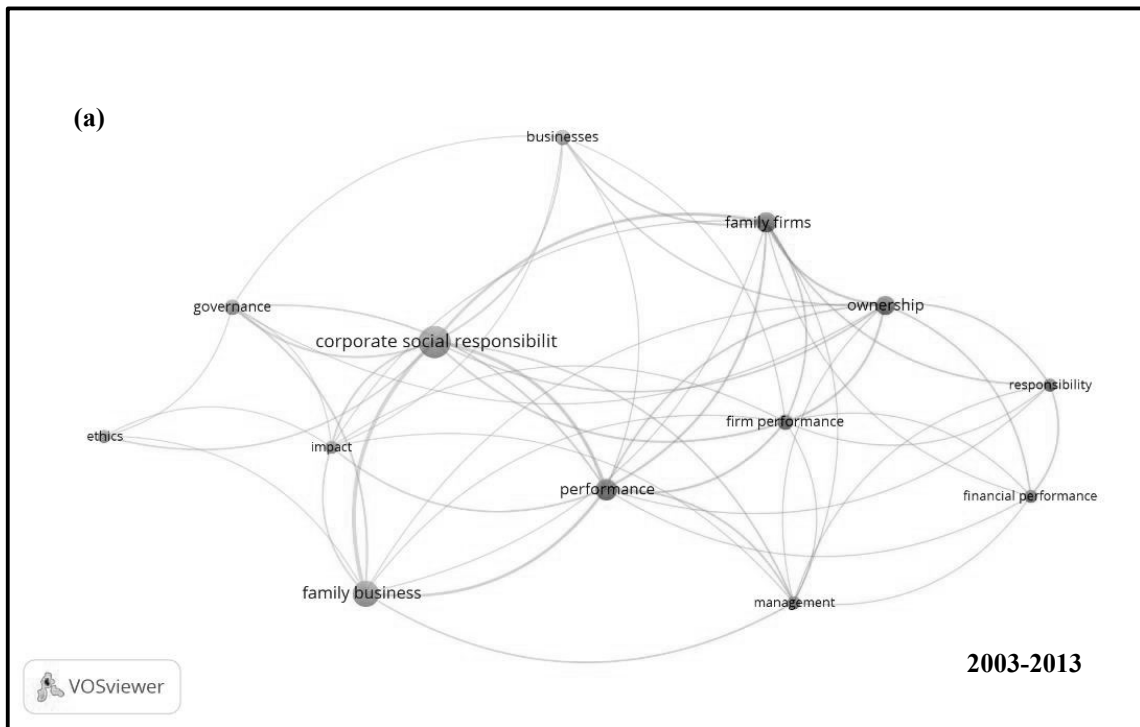 (a)
businesses
family firms
governance
ownership
corporate social responsibilit
responsibility
firm performance
ethics
impact
performance
financial performance
family business
management
2003-2013
VOSviewer